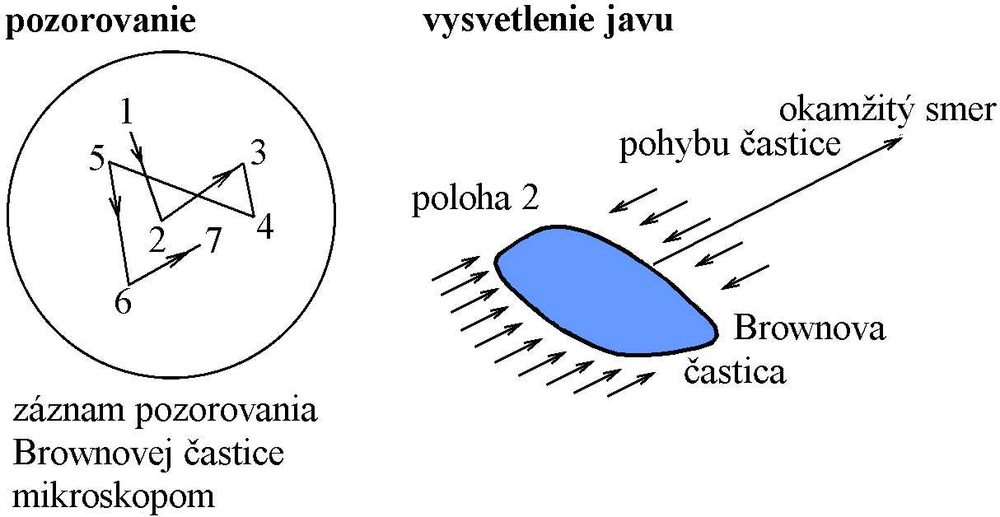 pozorovanie
1
5
3
2
7
4
6
záznam pozorovania
Brownovej častice
mikroskopom
vysvetlenie javu
okamžitý smer
pohybu častice
poloha 2
Brownova
častica